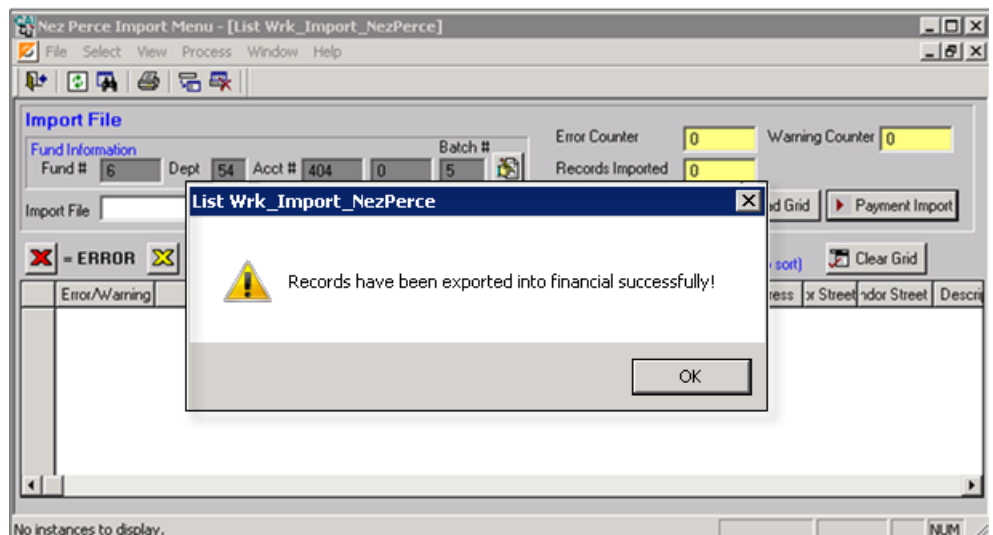 Nez Perce Import Menu - [List Wrk_Import_NezPerce]
File Select View Process Window Help
Import File
Fund Information
Batch #
Fund # 6 Dept 54 Acct # 404 0 5
Error Counter 0 Warning Counter 0
Records Imported 0
Import File
d Grid Payment Import
List Wrk_Import_NezPerce
Records have been exported into financial successfully!
OK
= ERROR
sort) Clear Grid
Error/Warning ress or Street ndor Street Descri
No instances to display.
NUM